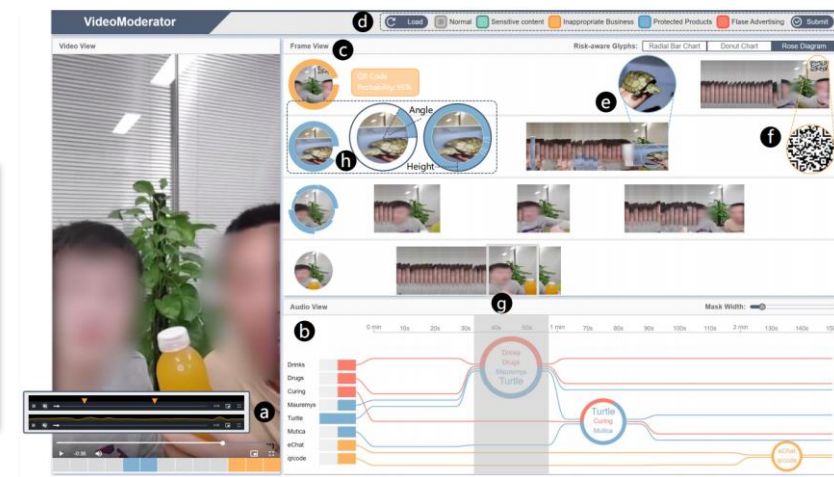 VideoModerator
d
Load
Normal
Sensitive content
Inappropriate Business
Protected Products
Flase Advertising
Submit
Video View
Frame View
c
Risk-aware Glyphs:
Radial Bar Chart
Donut Chart
Rose Diagram
QR Code
Probability: 95%
e
Angle
f
h
Height
g
Audio View
Mask Width:
b
0 min 10s 20s 30s 40s 50s 1 min 70s 80s 90s 100s 110s 2 min 130s 140s
Drinks
Drugs
Curing
Mauremys
Turtle
Mutica
eChat
qrcode
Drinks
Drugs
Mauremys
Turtle
Turtle
Curing
Mutica
eChat
qrcode
a
-0:36